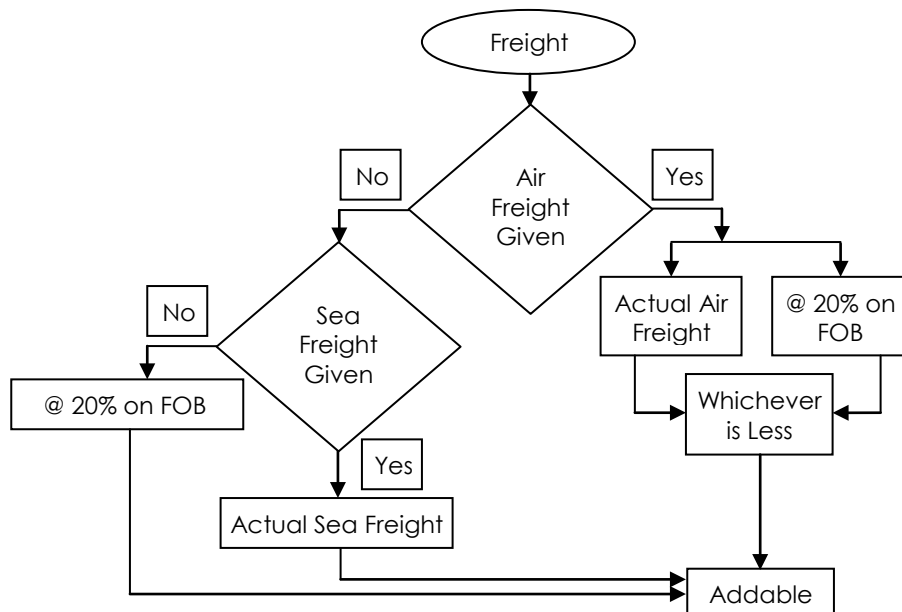 Freight
No
Air
Freight
Given
Yes
No
Sea
Freight
Given
Actual Air
Freight
@ 20% on
FOB
@ 20% on FOB
Whichever
is Less
Yes
Actual Sea Freight
Addable